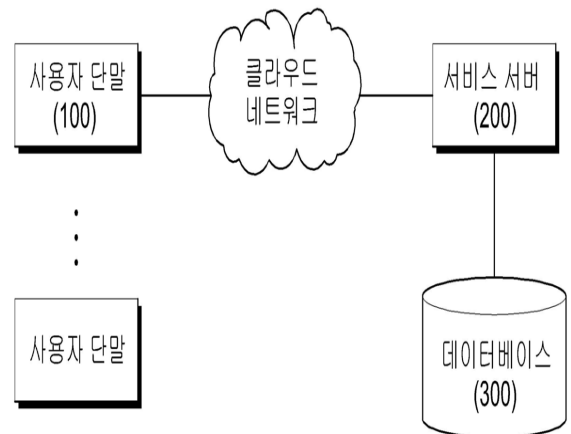 사용자 단말
(100)
클라우드
네트워크
서비스 서버
(200)
사용자 단말
데이터베이스
(300)